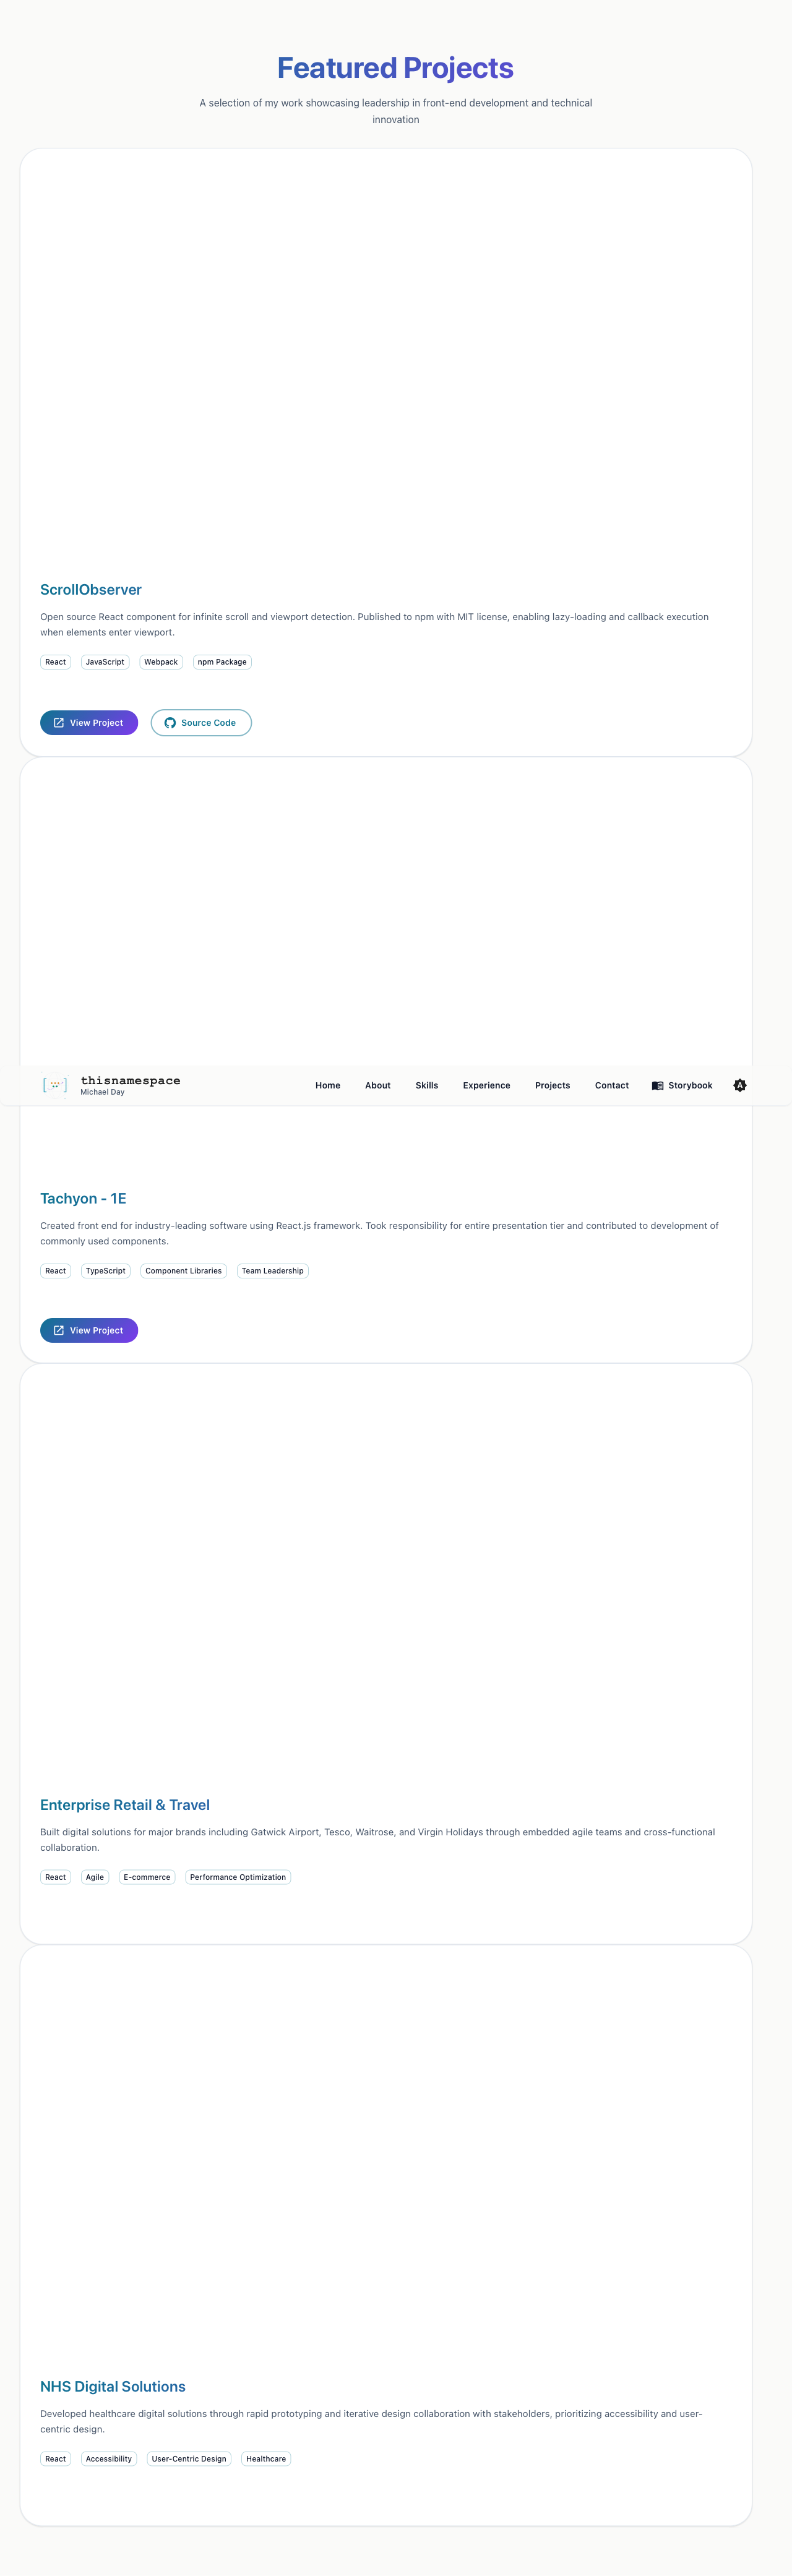 Featured Projects
A selection of my work showcasing leadership in front-end development and technical
innovation
ScrollObserver
Open source React component for infinite scroll and viewport detection. Published to npm with MIT license, enabling lazy-loading and callback execution
when elements enter viewport.
React JavaScript Webpack npm Package
View Project Source Code
thisnamespace
Michael Day
Home About Skills Experience Projects Contact Storybook A
Tachyon - 1E
Created front end for industry-leading software using React.js framework. Took responsibility for entire presentation tier and contributed to development of
commonly used components.
React TypeScript Component Libraries Team Leadership
View Project
Enterprise Retail & Travel
Built digital solutions for major brands including Gatwick Airport, Tesco, Waitrose, and Virgin Holidays through embedded agile teams and cross-functional
collaboration.
React Agile E-commerce Performance Optimization
NHS Digital Solutions
Developed healthcare digital solutions through rapid prototyping and iterative design collaboration with stakeholders, prioritizing accessibility and user-
centric design.
React Accessibility User-Centric Design Healthcare